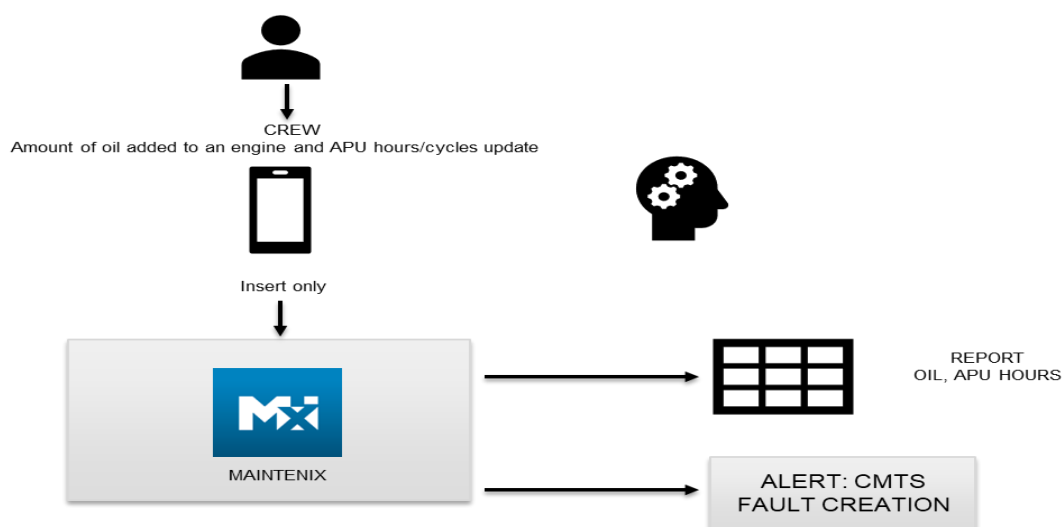 CREW
Amount of oil added to an engine and APU hours/cycles update
Insert only
Mxi
MAINTENIX
REPORT
OIL, APU HOURS
ALERT: CMTS
FAULT CREATION